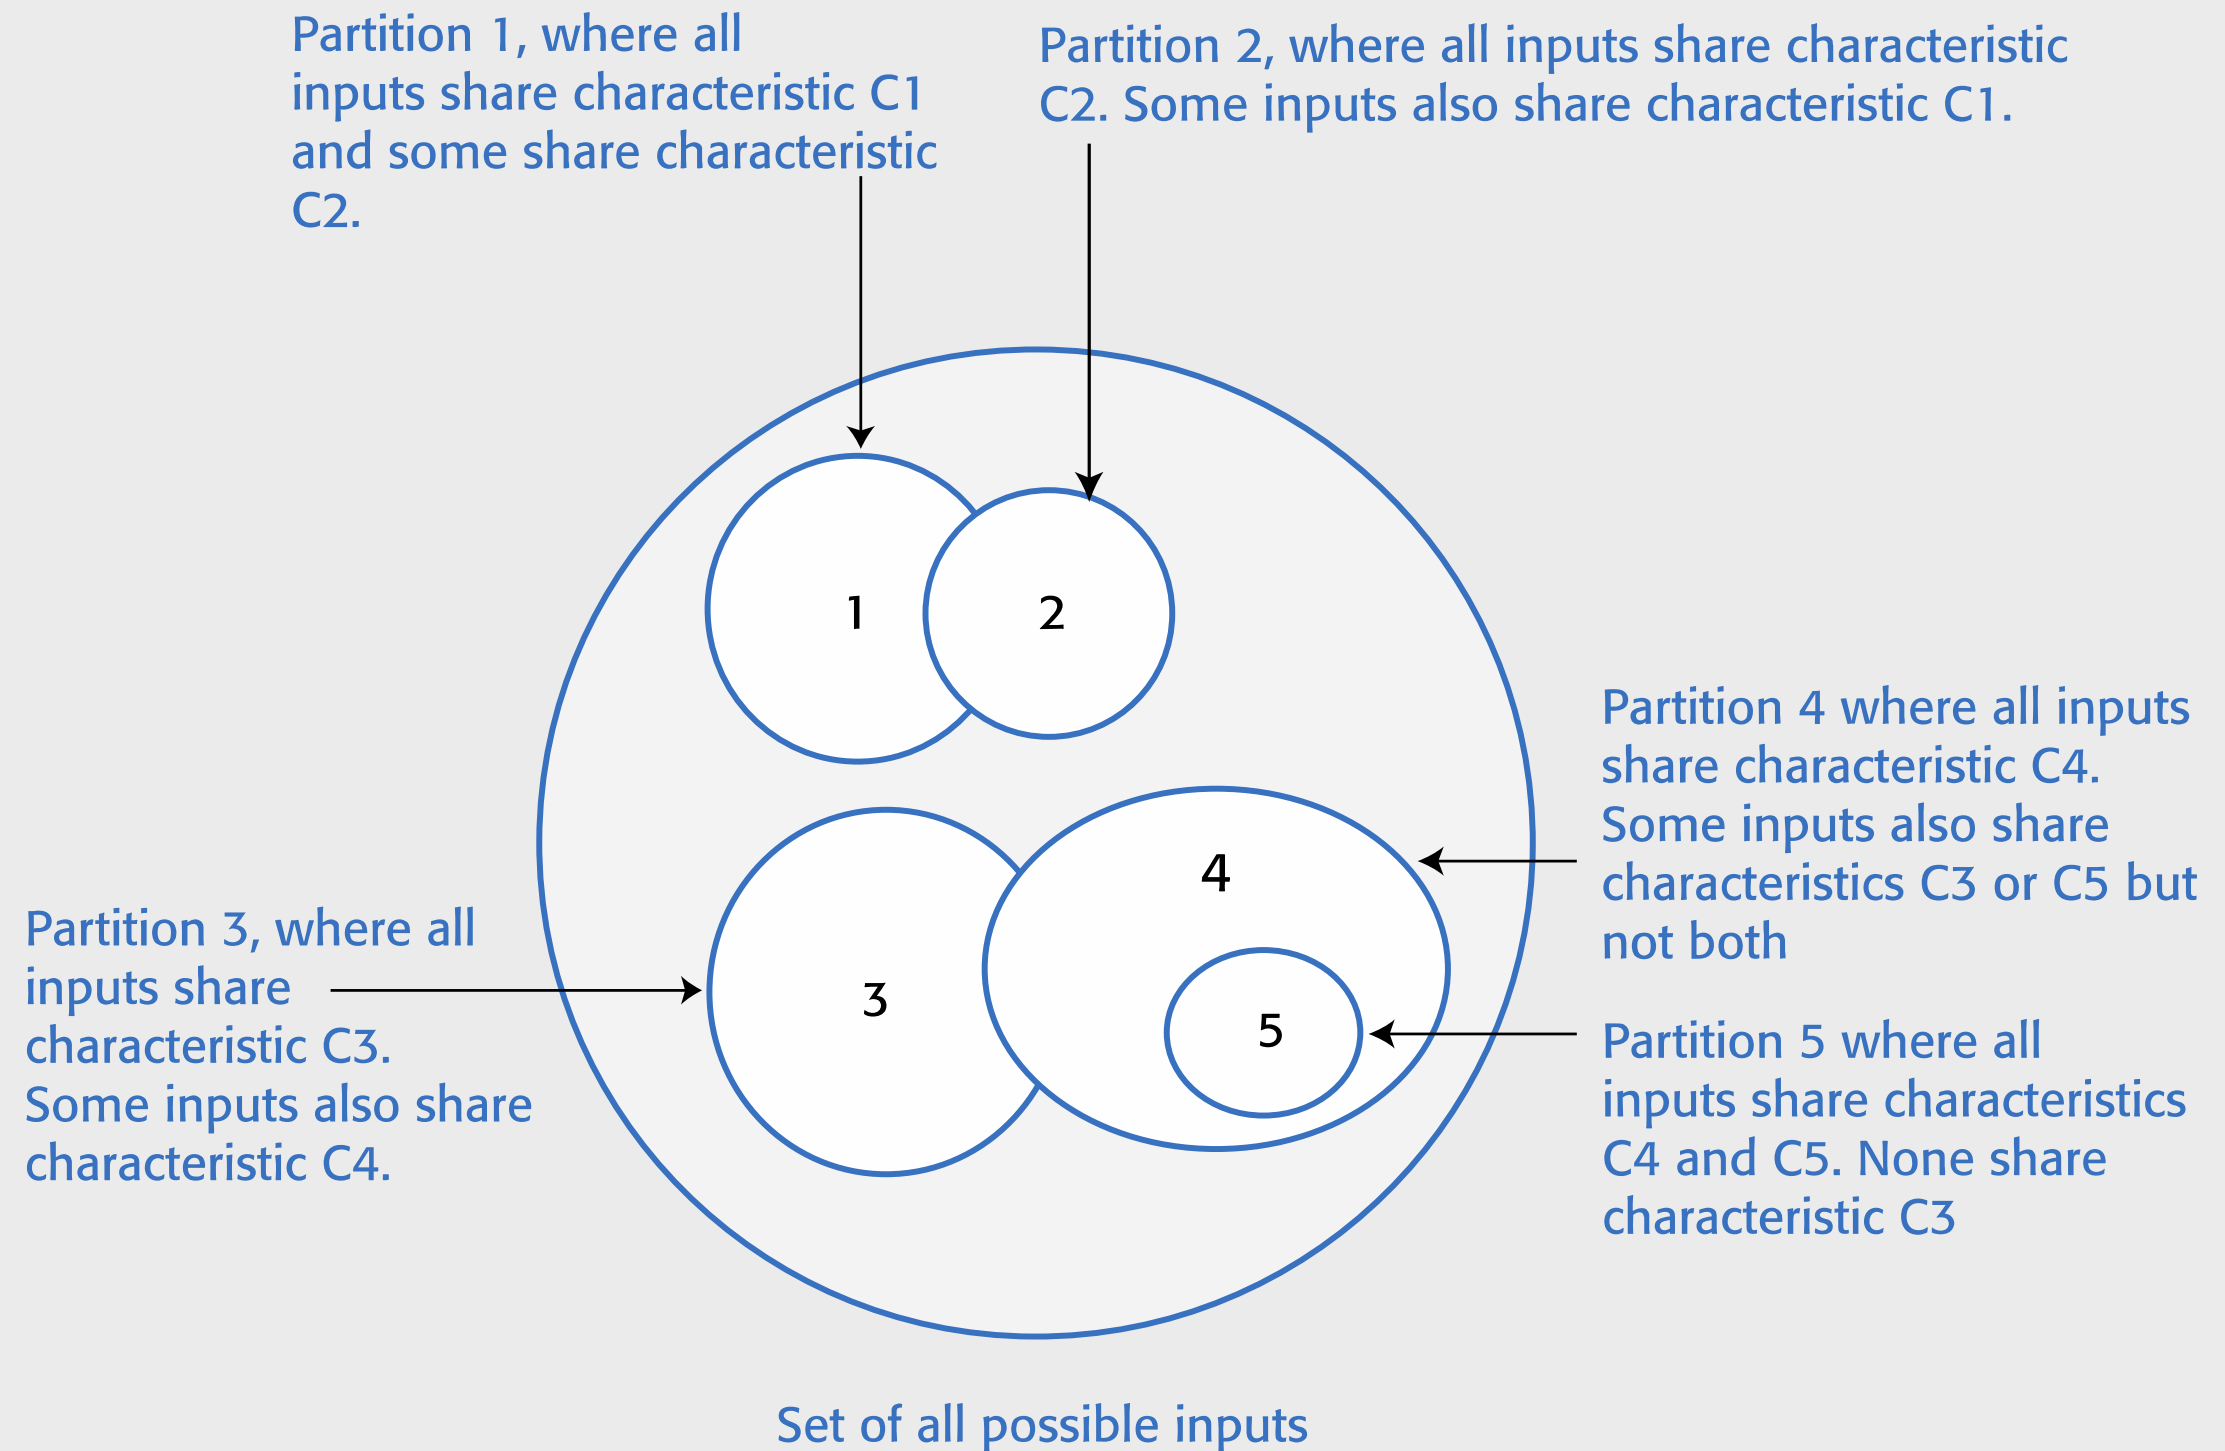 Partition 1, where all
inputs share characteristic C1
and some share characteristic
C2.
Partition 2, where all inputs share characteristic
C2. Some inputs also share characteristic C1.
1
2
3
4
5
Partition 3, where all
inputs share
characteristic C3.
Some inputs also share
characteristic C4.
Partition 4 where all inputs
share characteristic C4.
Some inputs also share
characteristics C3 or C5 but
not both
Partition 5 where all
inputs share characteristics
C4 and C5. None share
characteristic C3
Set of all possible inputs